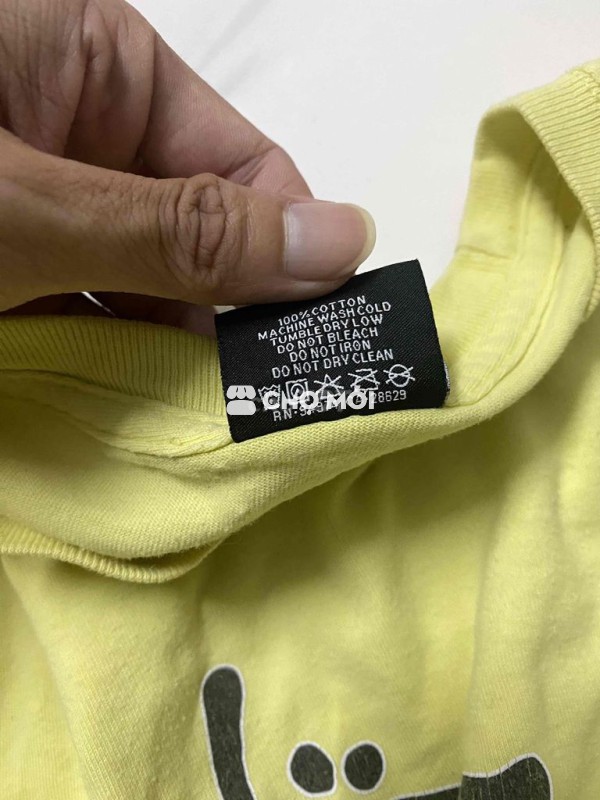 100% COTTON
MACHINE WASH COLD
TUMBLE DRY LOW
DO NOT BLEACH
DO NOT IRON
DO NOT DRY CLEAN
CHỢ MỚI